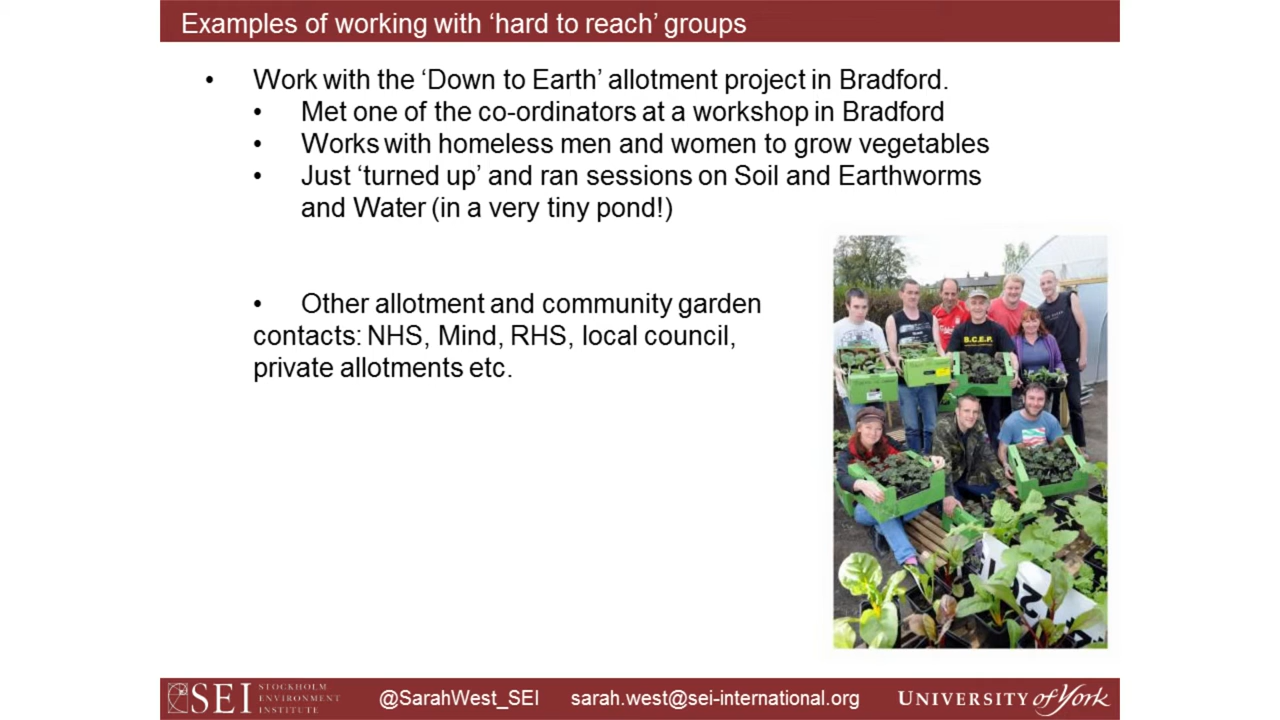 Examples of working with ‘hard to reach’ groups
• Work with the ‘Down to Earth’ allotment project in Bradford.
• Met one of the co-ordinators at a workshop in Bradford
• Works with homeless men and women to grow vegetables
• Just ‘turned up’ and ran sessions on Soil and Earthworms
and Water (in a very tiny pond!)
• Other allotment and community garden
contacts: NHS, Mind, RHS, local council,
private allotments etc.
B.C.E.P.
SEI STOCKHOLM
ENVIRONMENT
INSTITUTE
@SarahWest_SEI sarah.west@sei-international.org
UNIVERSITY of York